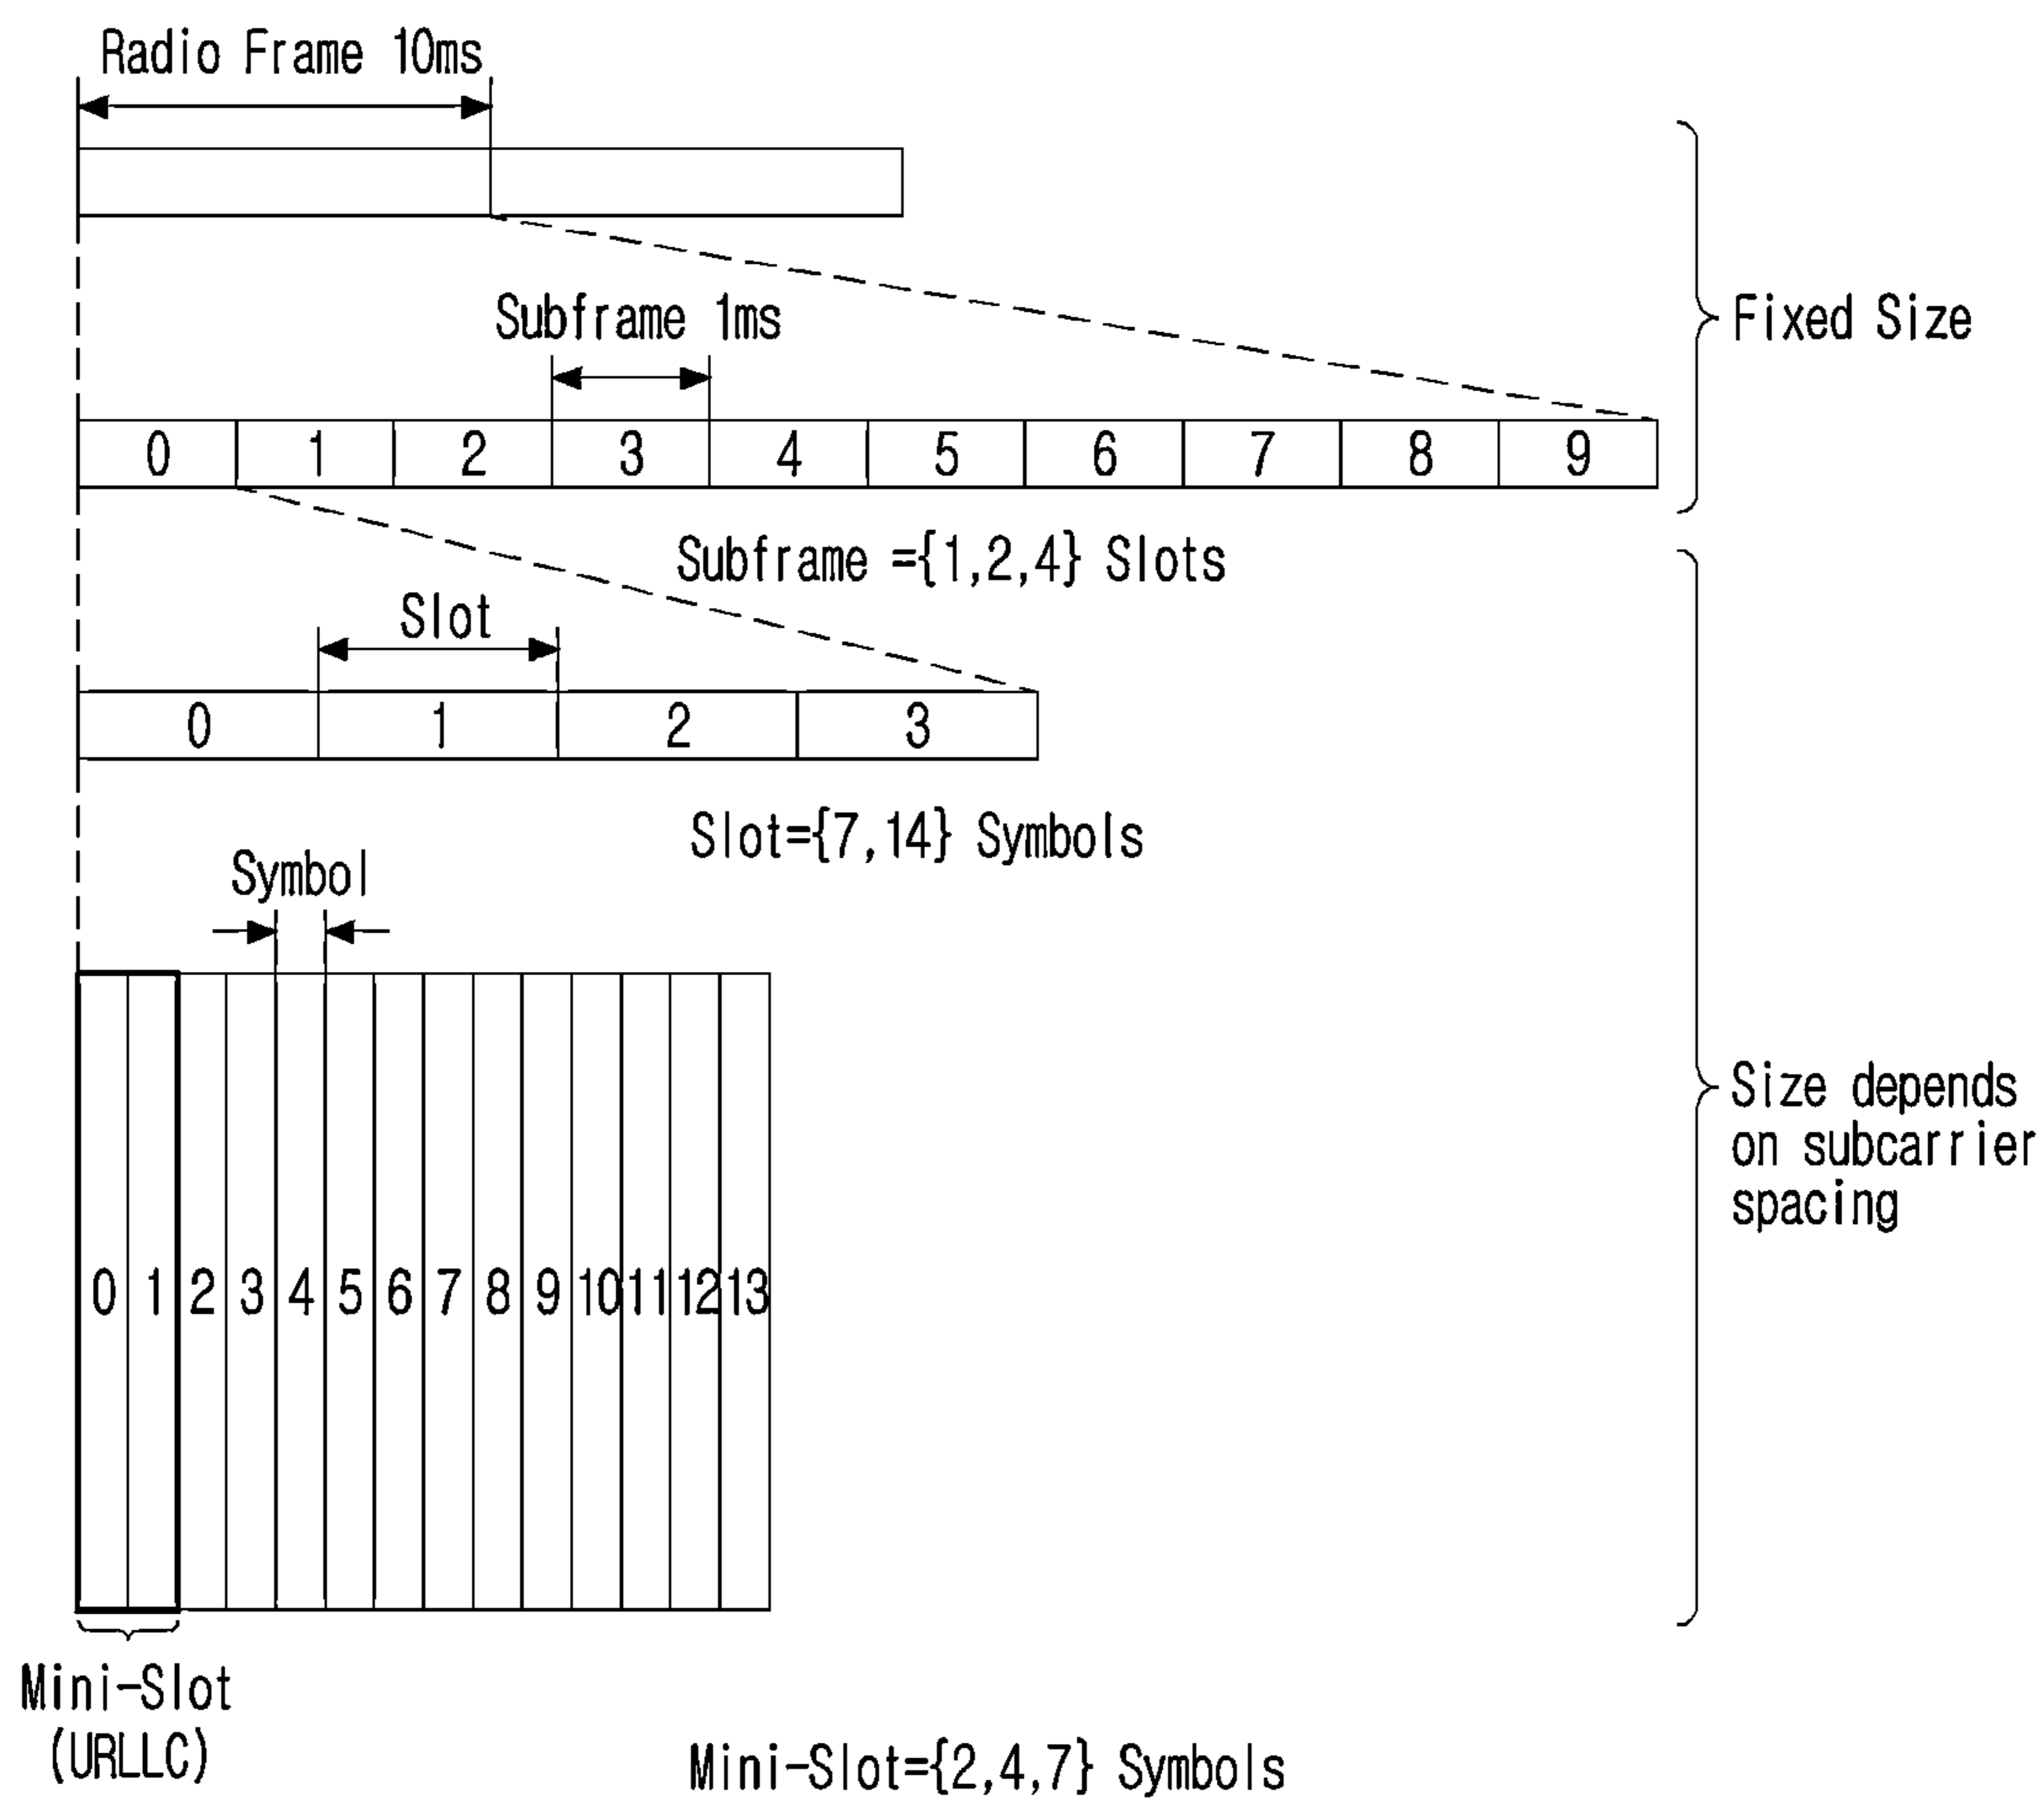 Radio Frame 10ms
Subframe 1ms
Fixed Size
0 1 2 3 4 5 6 7 8 9
Subframe ={1,2,4} Slots
Slot
0 1 2 3
Slot={7,14} Symbols
Symbol
Size depends
on subcarrier
spacing
0 1 2 3 4 5 6 7 8 9 10 11 12 13
Mini-Slot
(URLLC)
Mini-Slot={2,4,7} Symbols